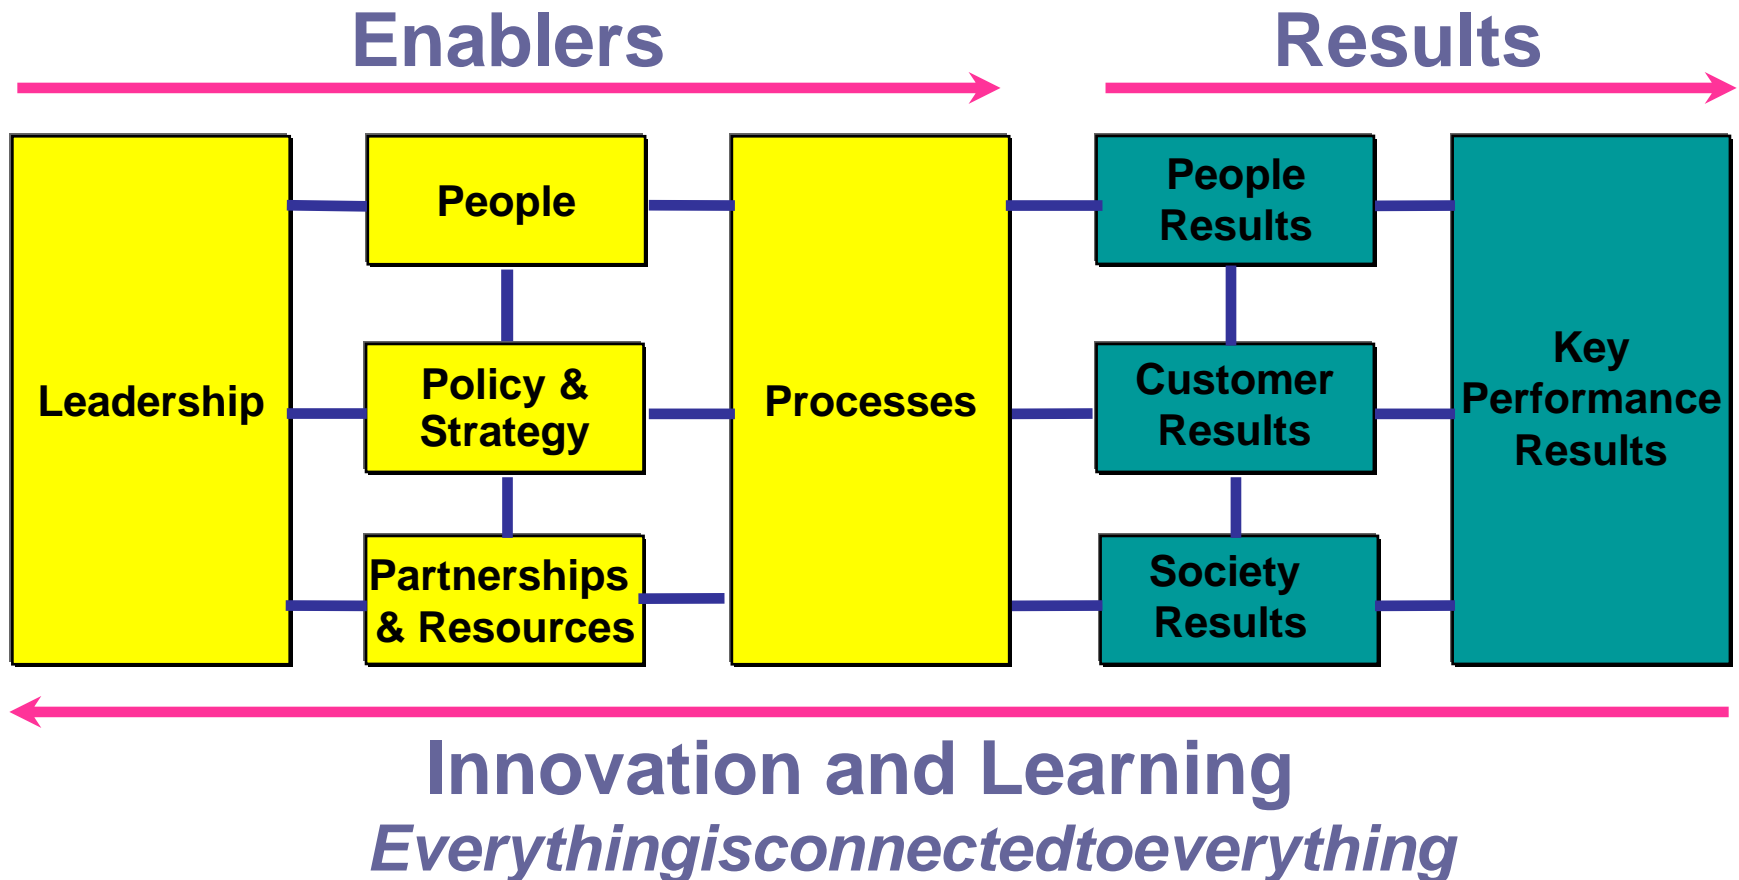 Enablers
Results
Leadership
People
Policy &
Strategy
Partnerships
& Resources
Processes
People
Results
Customer
Results
Society
Results
Key
Performance
Results
Innovation and Learning
Everythingisconnectedtoeverything